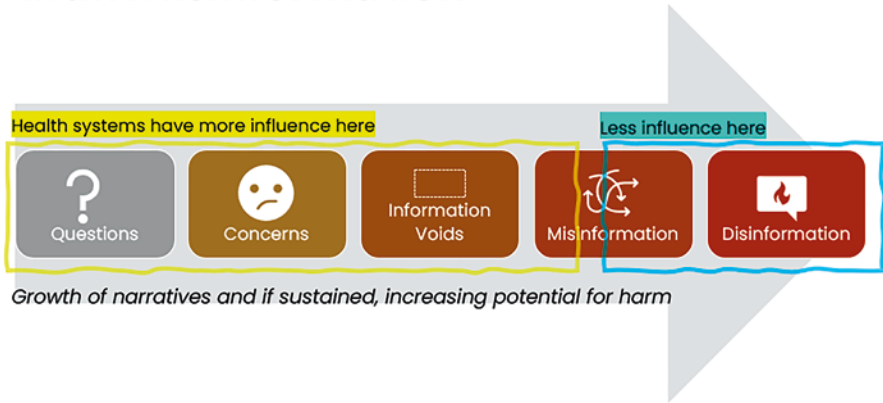 Health systems have more influence here
Less influence here
?
Questions
Concerns
Information
Voids
Misinformation
Disinformation
Growth of narratives and if sustained, increasing potential for harm